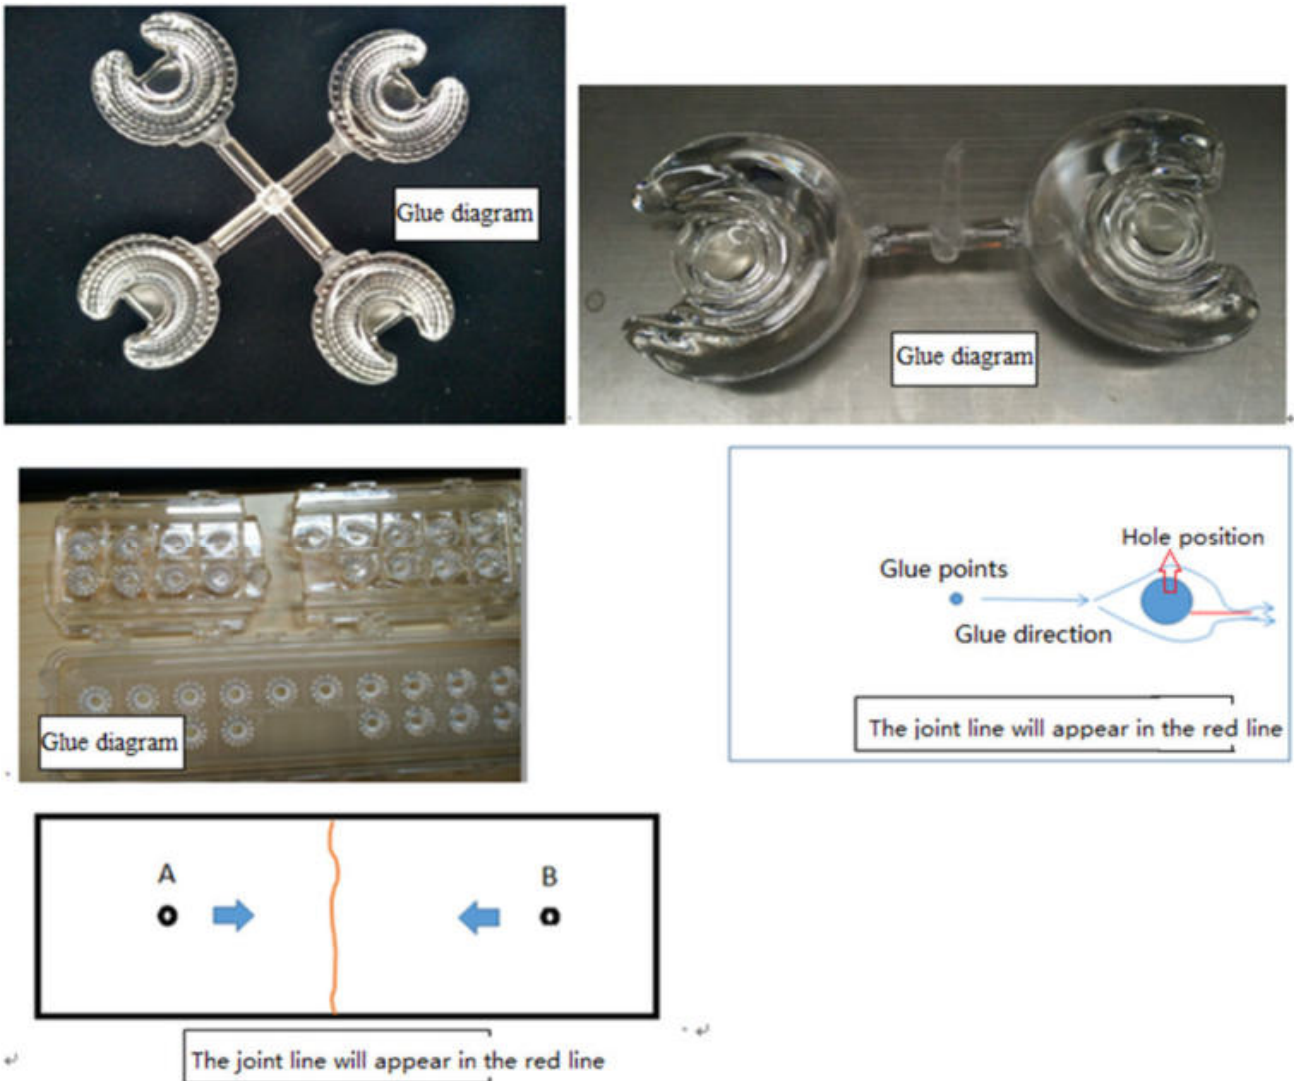 Glue diagram
Glue diagram
Glue diagram
Hole position
Glue points
Glue direction
The joint line will appear in the red line
A
B
The joint line will appear in the red line